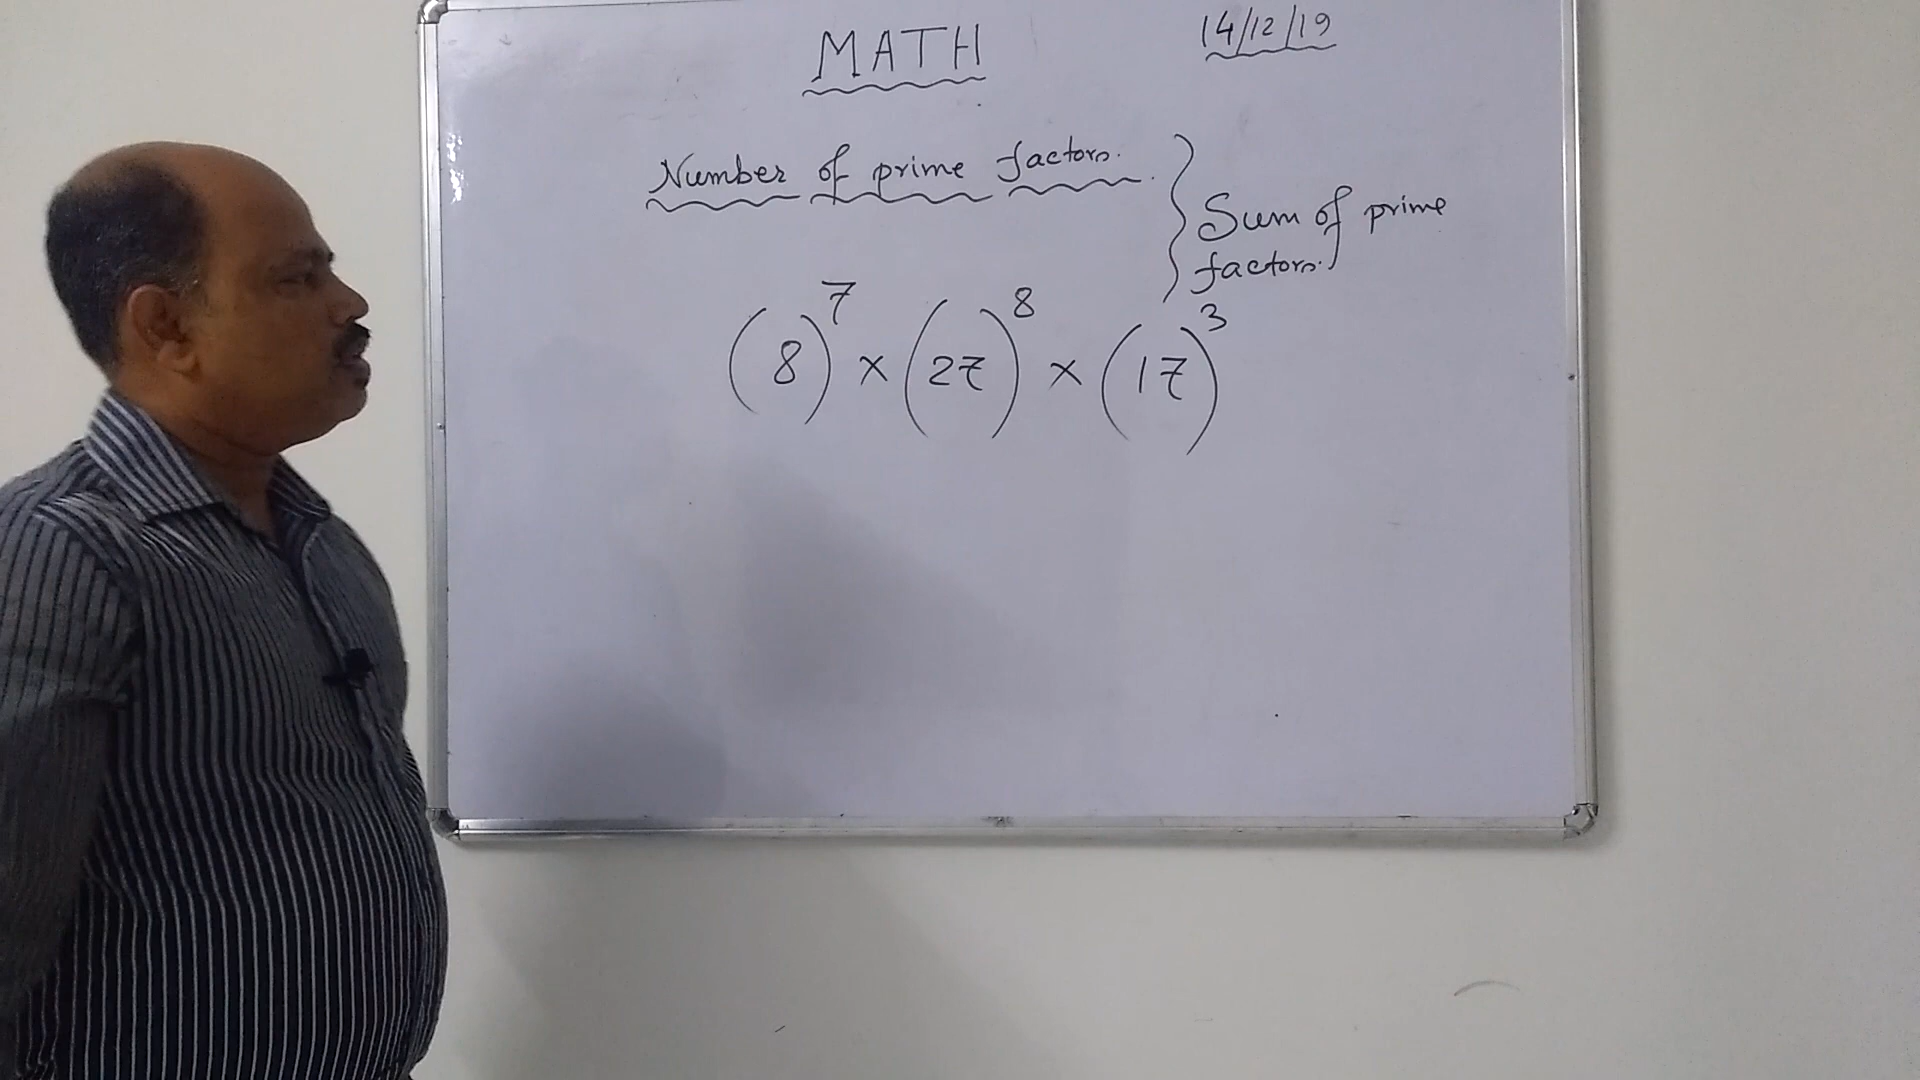 MATH
14/12/19
Number of prime factors.
Sum of prime
factors.
(8)^7 × (27)^8 × (17)^3